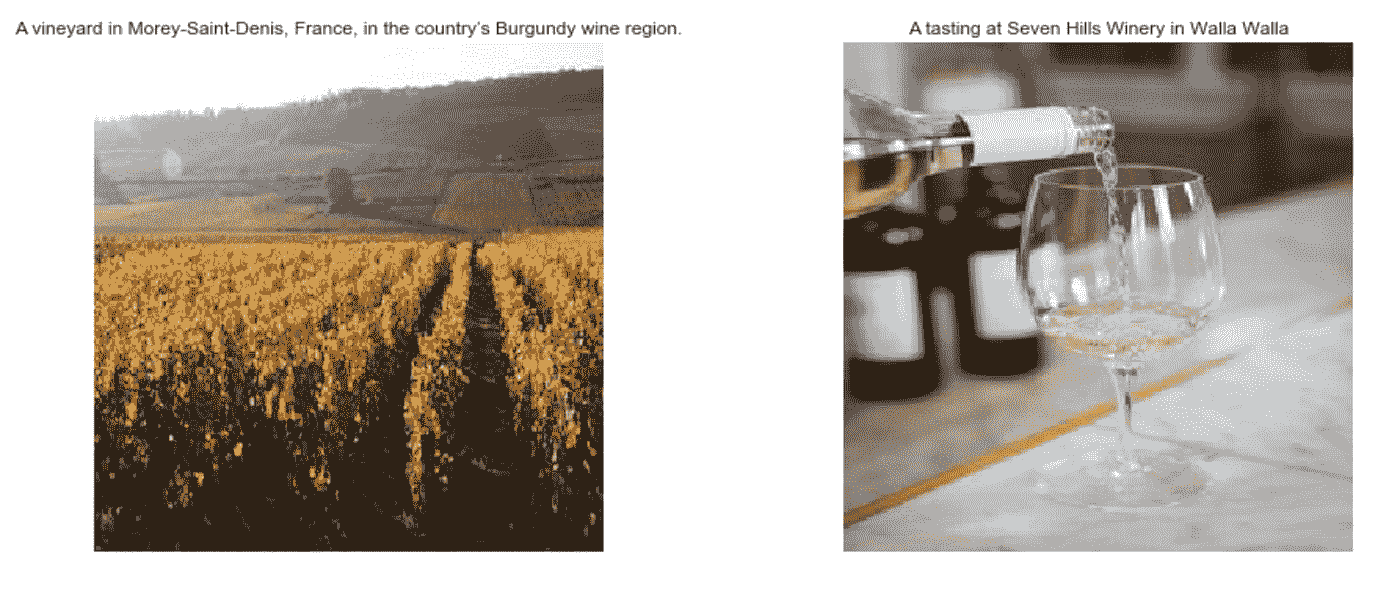 A vineyard in Morey-Saint-Denis, France, in the country's Burgundy wine region.
A tasting at Seven Hills Winery in Walla Walla